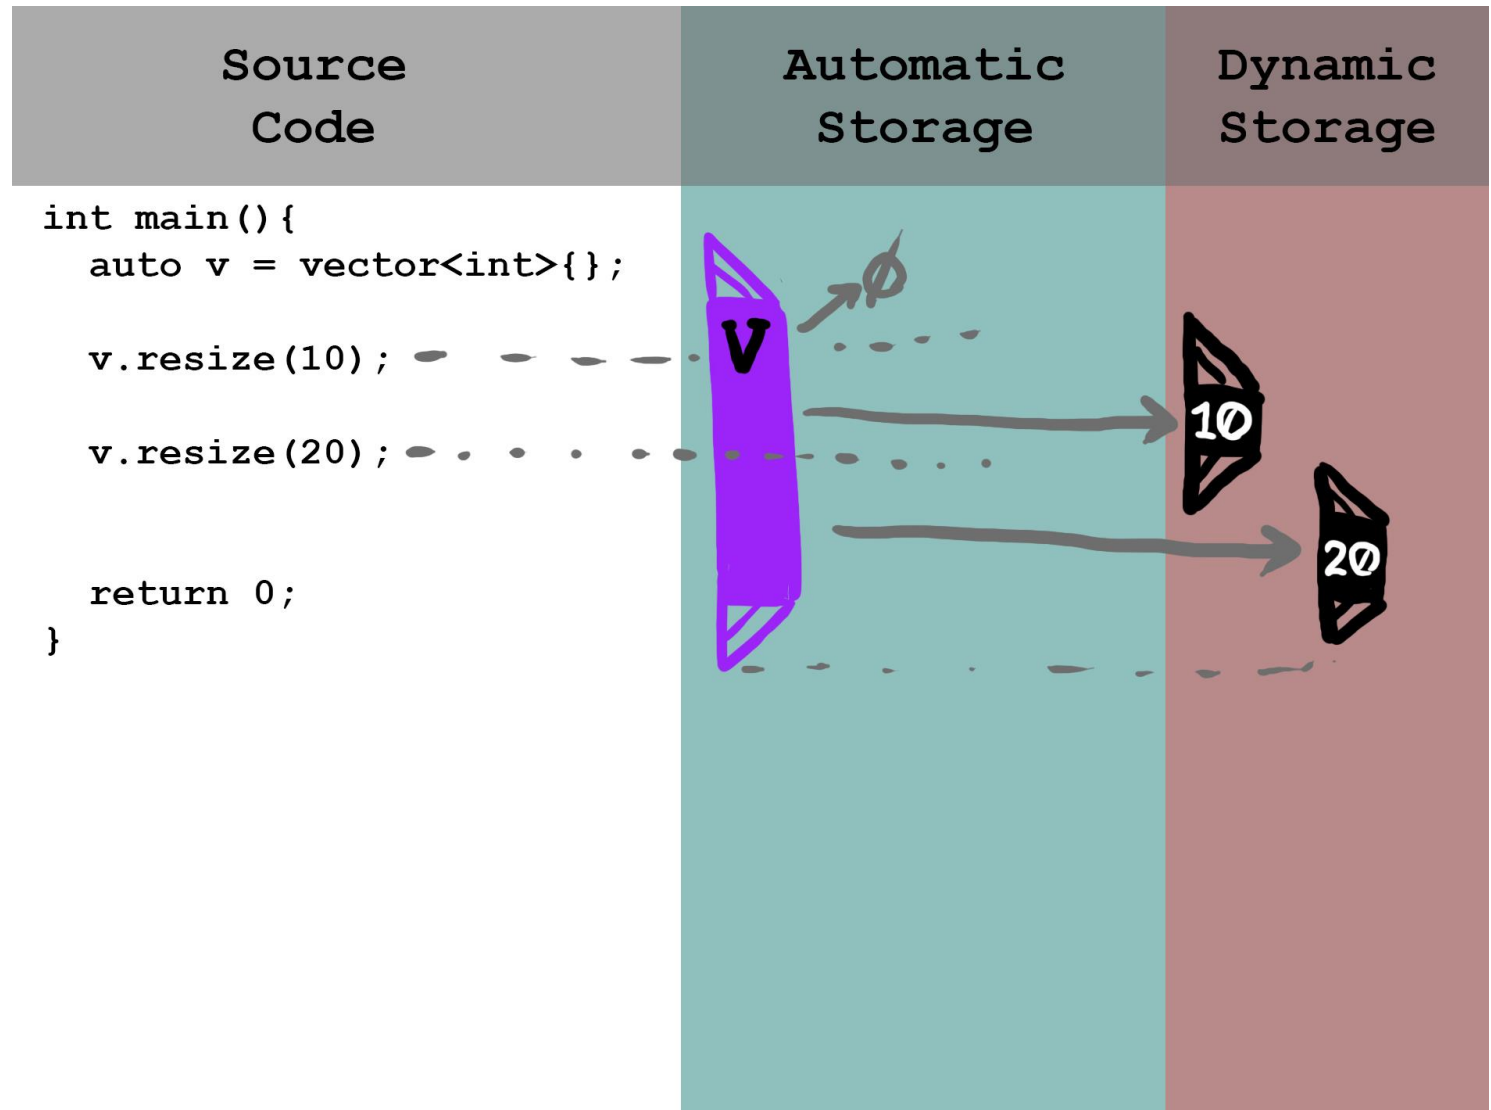 Source
Code
Automatic
Storage
Dynamic
Storage
int main(){
auto v = vector<int>{};
v.resize(10);
v.resize(20);
return 0;
}
V
Ø
10
20